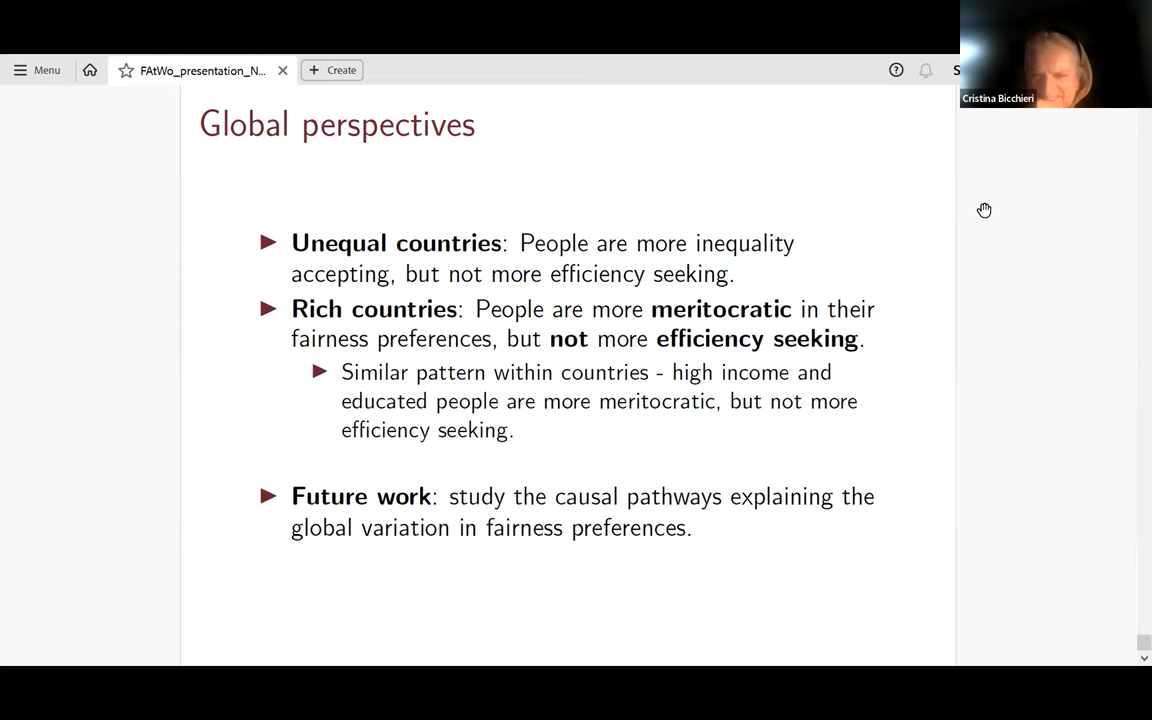 Menu
FAtWo_presentation_N...
Create
S
Cristina Bicchieri
Global perspectives
Unequal countries: People are more inequality
accepting, but not more efficiency seeking.
Rich countries: People are more meritocratic in their
fairness preferences, but not more efficiency seeking.
Similar pattern within countries - high income and
educated people are more meritocratic, but not more
efficiency seeking.
Future work: study the causal pathways explaining the
global variation in fairness preferences.